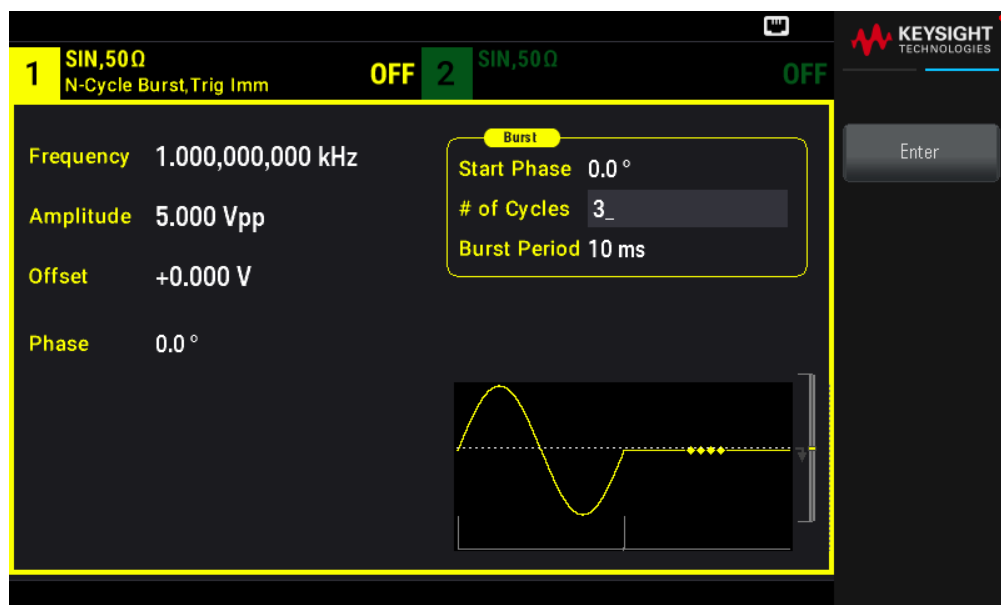 KEYSIGHT
TECHNOLOGIES
1 SIN,50Ω
N-Cycle Burst,Trig Imm
OFF
2 SIN,50Ω
OFF
Frequency 1.000,000,000 kHz
Amplitude 5.000 Vpp
Offset +0.000 V
Phase 0.0 °
Burst
Start Phase 0.0 °
# of Cycles 3_
Burst Period 10 ms
Enter